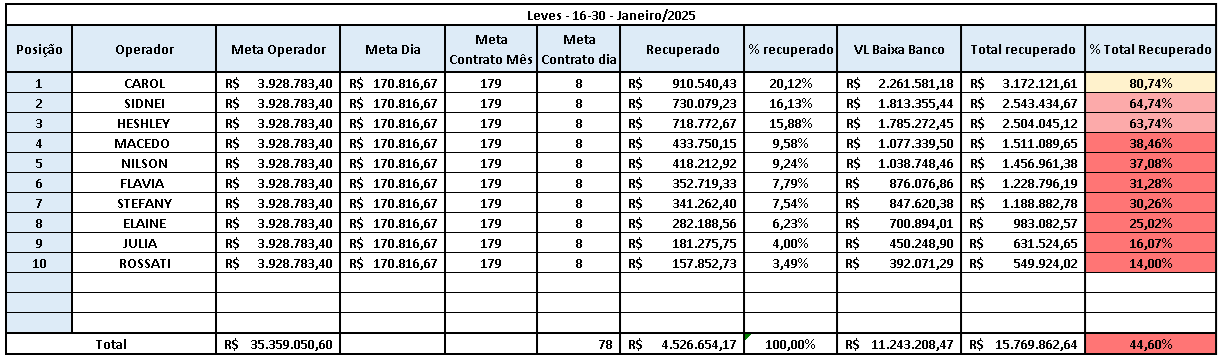 Leves - 16-30 - Janeiro/2025
Posição Operador Meta Operador Meta Dia Meta Contrato Mês Meta Contrato dia Recuperado % recuperado VL Baixa Banco Total recuperado % Total Recuperado
1 CAROL R$ 3.928.783,40 R$ 170.816,67 179 8 R$ 910.540,43 20,12% R$ 2.261.581,18 R$ 3.172.121,61 80,74%
2 SIDNEI R$ 3.928.783,40 R$ 170.816,67 179 8 R$ 730.079,23 16,13% R$ 1.813.355,44 R$ 2.543.434,67 64,74%
3 HESHLEY R$ 3.928.783,40 R$ 170.816,67 179 8 R$ 718.772,67 15,88% R$ 1.785.272,45 R$ 2.504.045,12 63,74%
4 MACEDO R$ 3.928.783,40 R$ 170.816,67 179 8 R$ 433.750,15 9,58% R$ 1.077.339,50 R$ 1.511.089,65 38,46%
5 NILSON R$ 3.928.783,40 R$ 170.816,67 179 8 R$ 418.212,92 9,24% R$ 1.038.748,46 R$ 1.456.961,38 37,08%
6 FLAVIA R$ 3.928.783,40 R$ 170.816,67 179 8 R$ 352.719,33 7,79% R$ 876.076,86 R$ 1.228.796,19 31,28%
7 STEFANY R$ 3.928.783,40 R$ 170.816,67 179 8 R$ 341.262,40 7,54% R$ 847.620,38 R$ 1.188.882,78 30,26%
8 ELAINE R$ 3.928.783,40 R$ 170.816,67 179 8 R$ 282.188,56 6,23% R$ 700.894,01 R$ 983.082,57 25,02%
9 JULIA R$ 3.928.783,40 R$ 170.816,67 179 8 R$ 181.275,75 4,00% R$ 450.248,90 R$ 631.524,65 16,07%
10 ROSSATI R$ 3.928.783,40 R$ 170.816,67 179 8 R$ 157.852,73 3,49% R$ 392.071,29 R$ 549.924,02 14,00%
Total R$ 35.359.050,60 78 R$ 4.526.654,17 100,00% R$ 11.243.208,47 R$ 15.769.862,64 44,60%